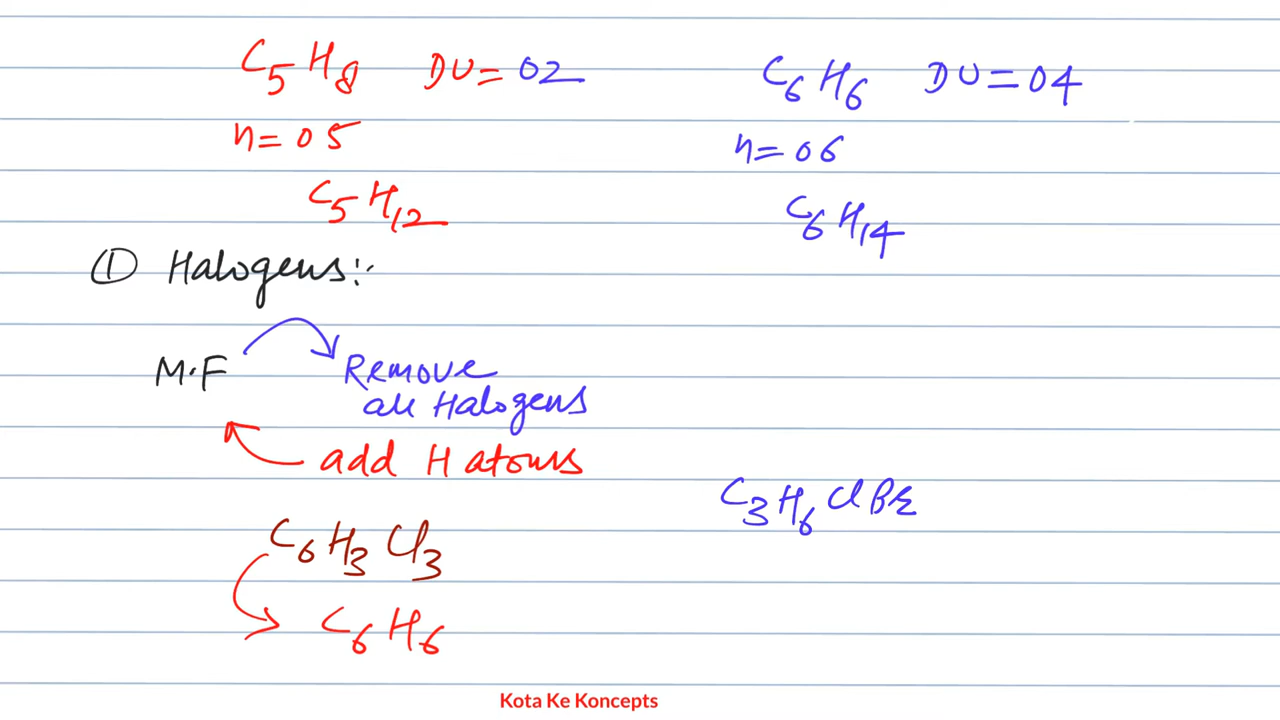 C₅H₈ DU= 02
C₆H₆ DU=04
n= 05
n=06
C₅H₁₂
C₆H₁₄
① Halogens:-
M.F
Remove
all Halogens
add H atoms
C₃H₆ClBr
C₆H₃Cl₃
C₆H₆
Kota Ke Koncepts